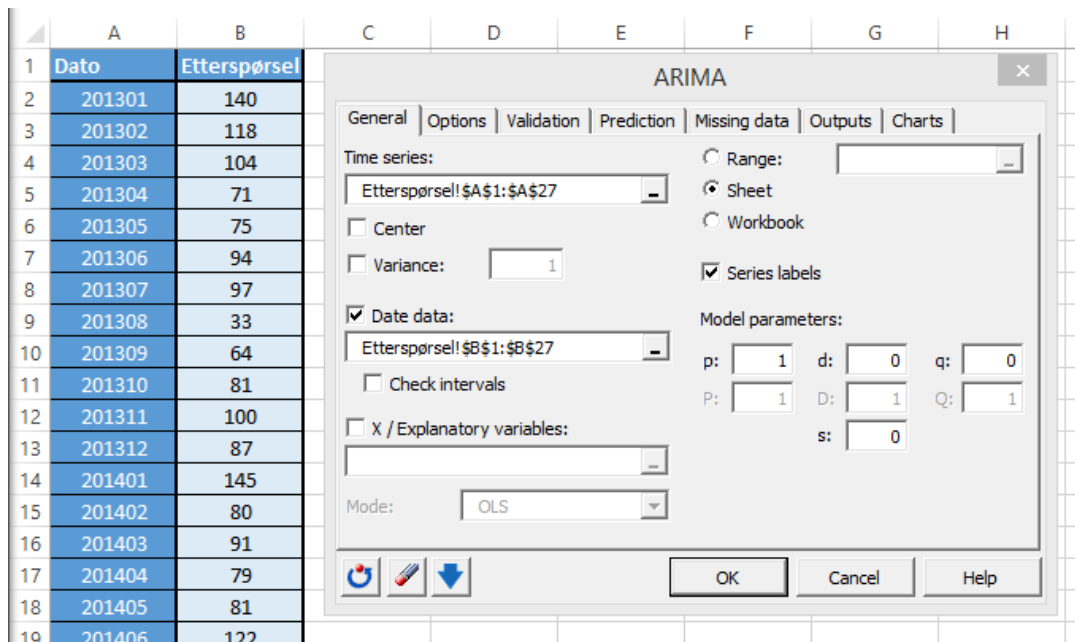 A B C D E F G H
1 Dato Etterspørsel
2 201301 140
3 201302 118
4 201303 104
5 201304 71
6 201305 75
7 201306 94
8 201307 97
9 201308 33
10 201309 64
11 201310 81
12 201311 100
13 201312 87
14 201401 145
15 201402 80
16 201403 91
17 201404 79
18 201405 81
19 201406 122
ARIMA
General Options Validation Prediction Missing data Outputs Charts
Time series:
Etterspørsel!$A$1:$A$27
Center
Variance: 1
Date data:
Etterspørsel!$B$1:$B$27
Check intervals
X / Explanatory variables:
Mode: OLS
Range:
Sheet
Workbook
Series labels
Model parameters:
p: 1 d: 0 q: 0
P: 1 D: 1 Q: 1
s: 0
OK Cancel Help